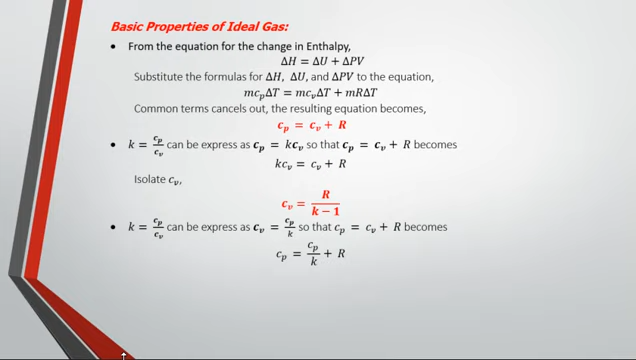 Basic Properties of Ideal Gas:
• From the equation for the change in Enthalpy,
ΔH = ΔU + ΔPV
Substitute the formulas for ΔH, ΔU, and ΔPV to the equation,
mc_pΔT = mc_vΔT + mRΔT
Common terms cancels out, the resulting equation becomes,
c_p = c_v + R
• k = c_p/c_v can be express as c_p = kc_v so that c_p = c_v + R becomes
kc_v = c_v + R
Isolate c_v,
c_v = R/(k − 1)
• k = c_p/c_v can be express as c_v = c_p/k so that c_p = c_v + R becomes
c_p = c_p/k + R